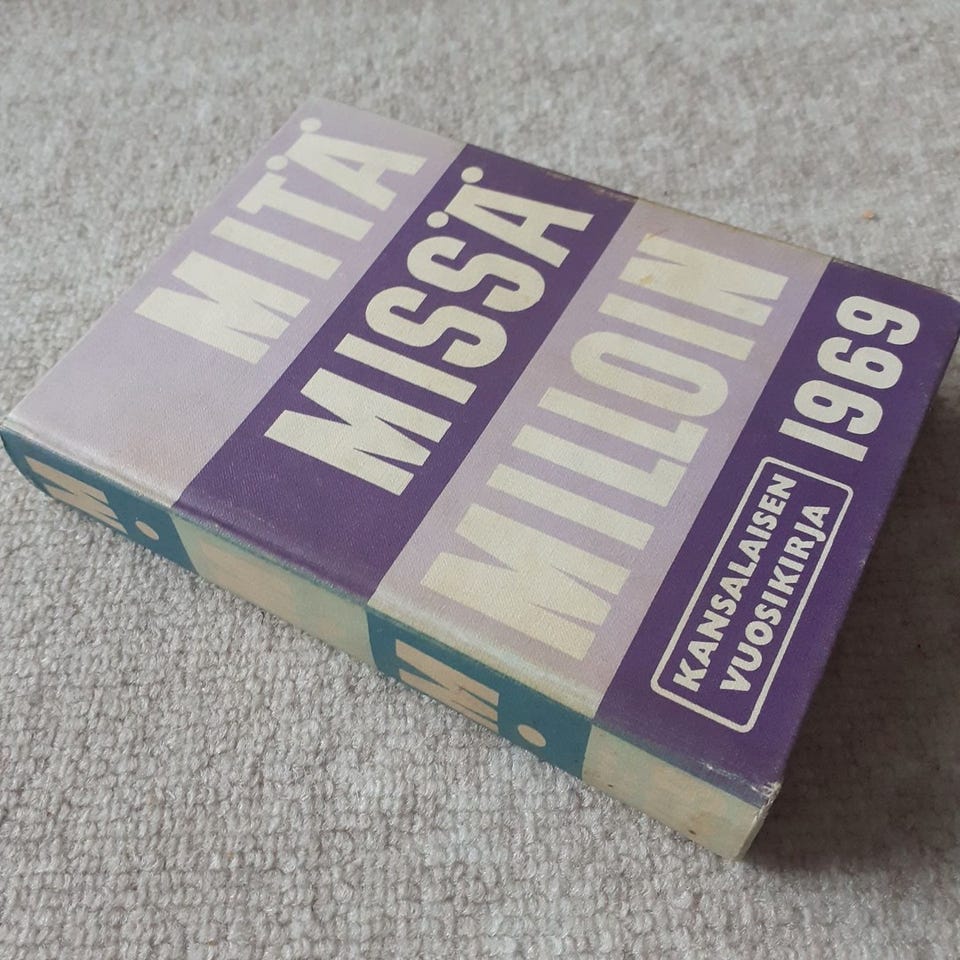 MITÄ
MISSÄ
MILLOIN
1969
KANSALAISEN
VUOSIKIRJA
M
M